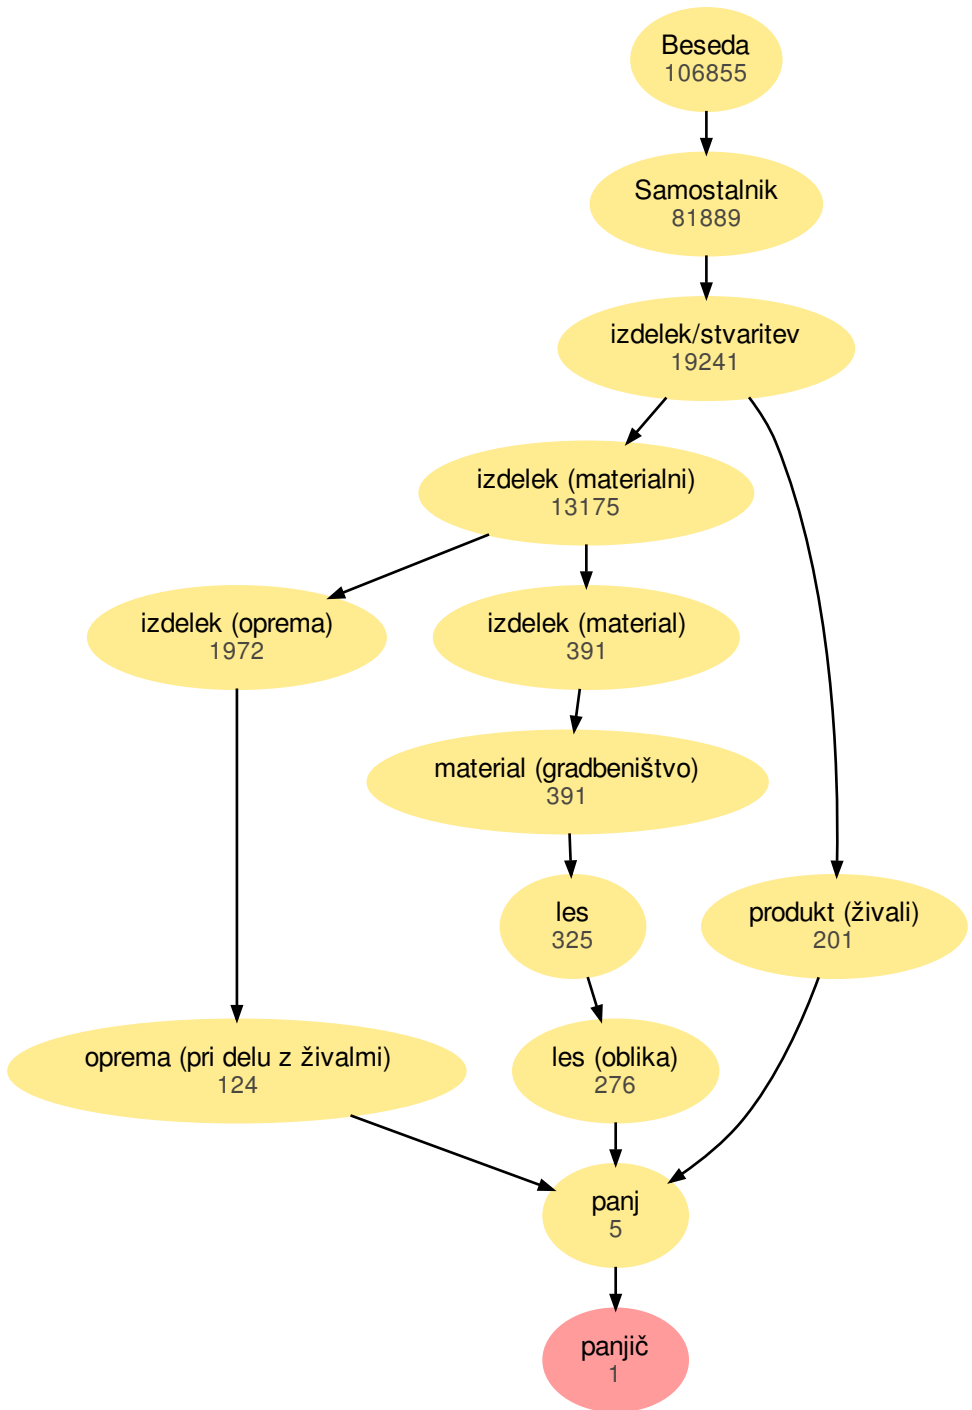 Beseda
106855
Samostalnik
81889
izdelek/stvaritev
19241
izdelek (materialni)
13175
izdelek (oprema)
1972
izdelek (material)
391
material (gradbeništvo)
391
les
325
produkt (živali)
201
oprema (pri delu z živalmi)
124
les (oblika)
276
panj
5
panjič
1